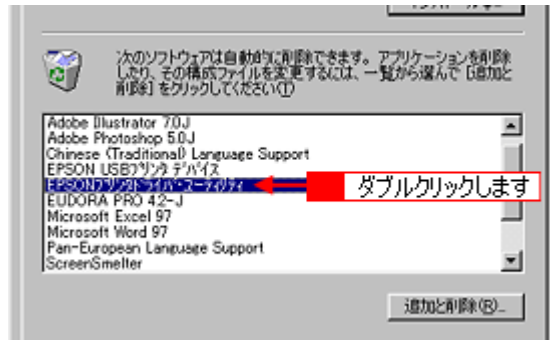 次のソフトウェアは自動的に削除できます。アプリケーションを削除
したり、その構成ファイルを変更するには、一覧から選んで [追加と
削除] をクリックしてください(T)
Adobe Illustrator 7.0J
Adobe Photoshop 5.0J
Chinese (Traditional) Language Support
EPSON USBプリンタ デバイス
EPSONプリンタドライバ・ユーティリティ
ダブルクリックします
EUDORA PRO 4.2-J
Microsoft Excel 97
Microsoft Word 97
Pan-European Language Support
ScreenSmelter
追加と削除(R)...